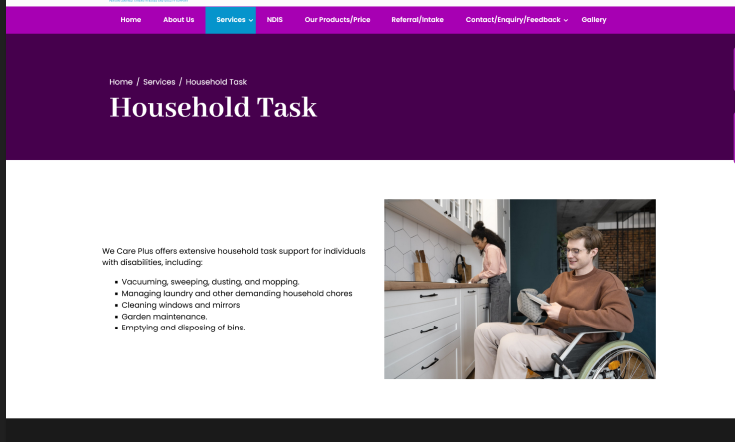 Home About Us Services NDIS Our Products/Price Referral/Intake Contact/Enquiry/Feedback Gallery
Home / Services / Household Task
Household Task
We Care Plus offers extensive household task support for individuals
with disabilities, including:
▪ Vacuuming, sweeping, dusting, and mopping.
▪ Managing laundry and other demanding household chores
▪ Cleaning windows and mirrors
▪ Garden maintenance.
▪ Emptying and disposing of bins.